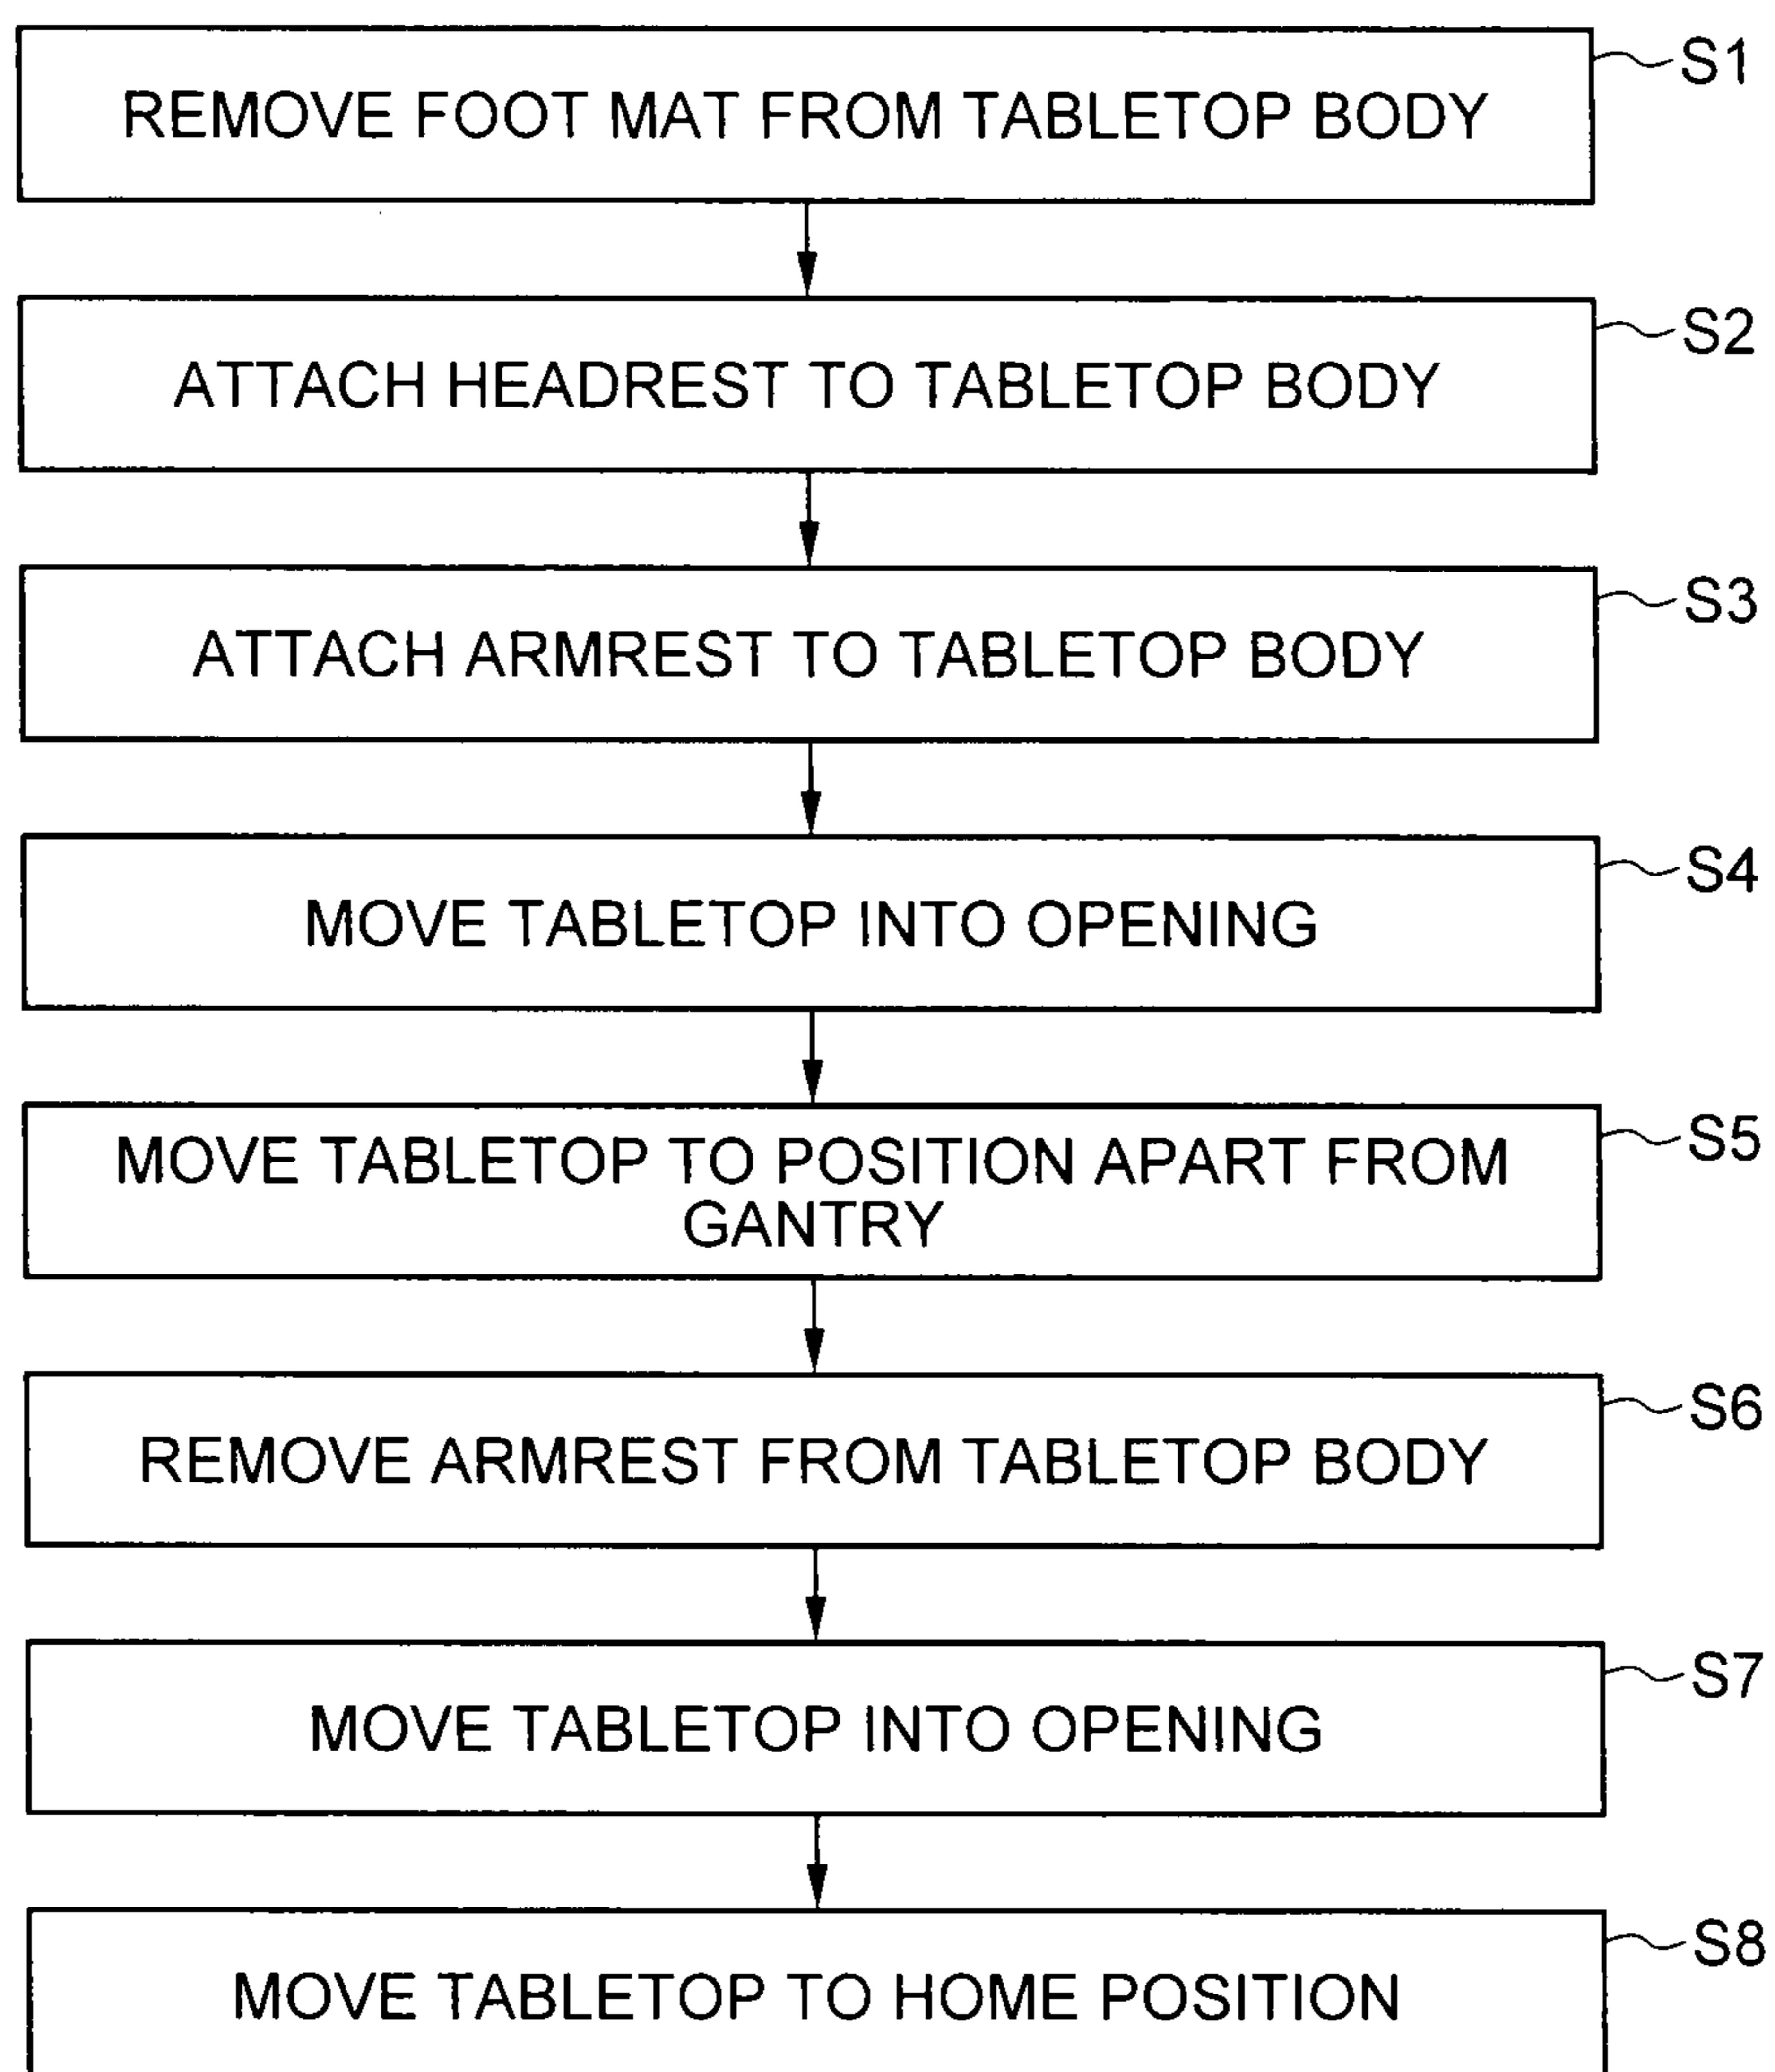 REMOVE FOOT MAT FROM TABLETOP BODY
S1
ATTACH HEADREST TO TABLETOP BODY
S2
ATTACH ARMREST TO TABLETOP BODY
S3
MOVE TABLETOP INTO OPENING
S4
MOVE TABLETOP TO POSITION APART FROM
GANTRY
S5
REMOVE ARMREST FROM TABLETOP BODY
S6
MOVE TABLETOP INTO OPENING
S7
MOVE TABLETOP TO HOME POSITION
S8